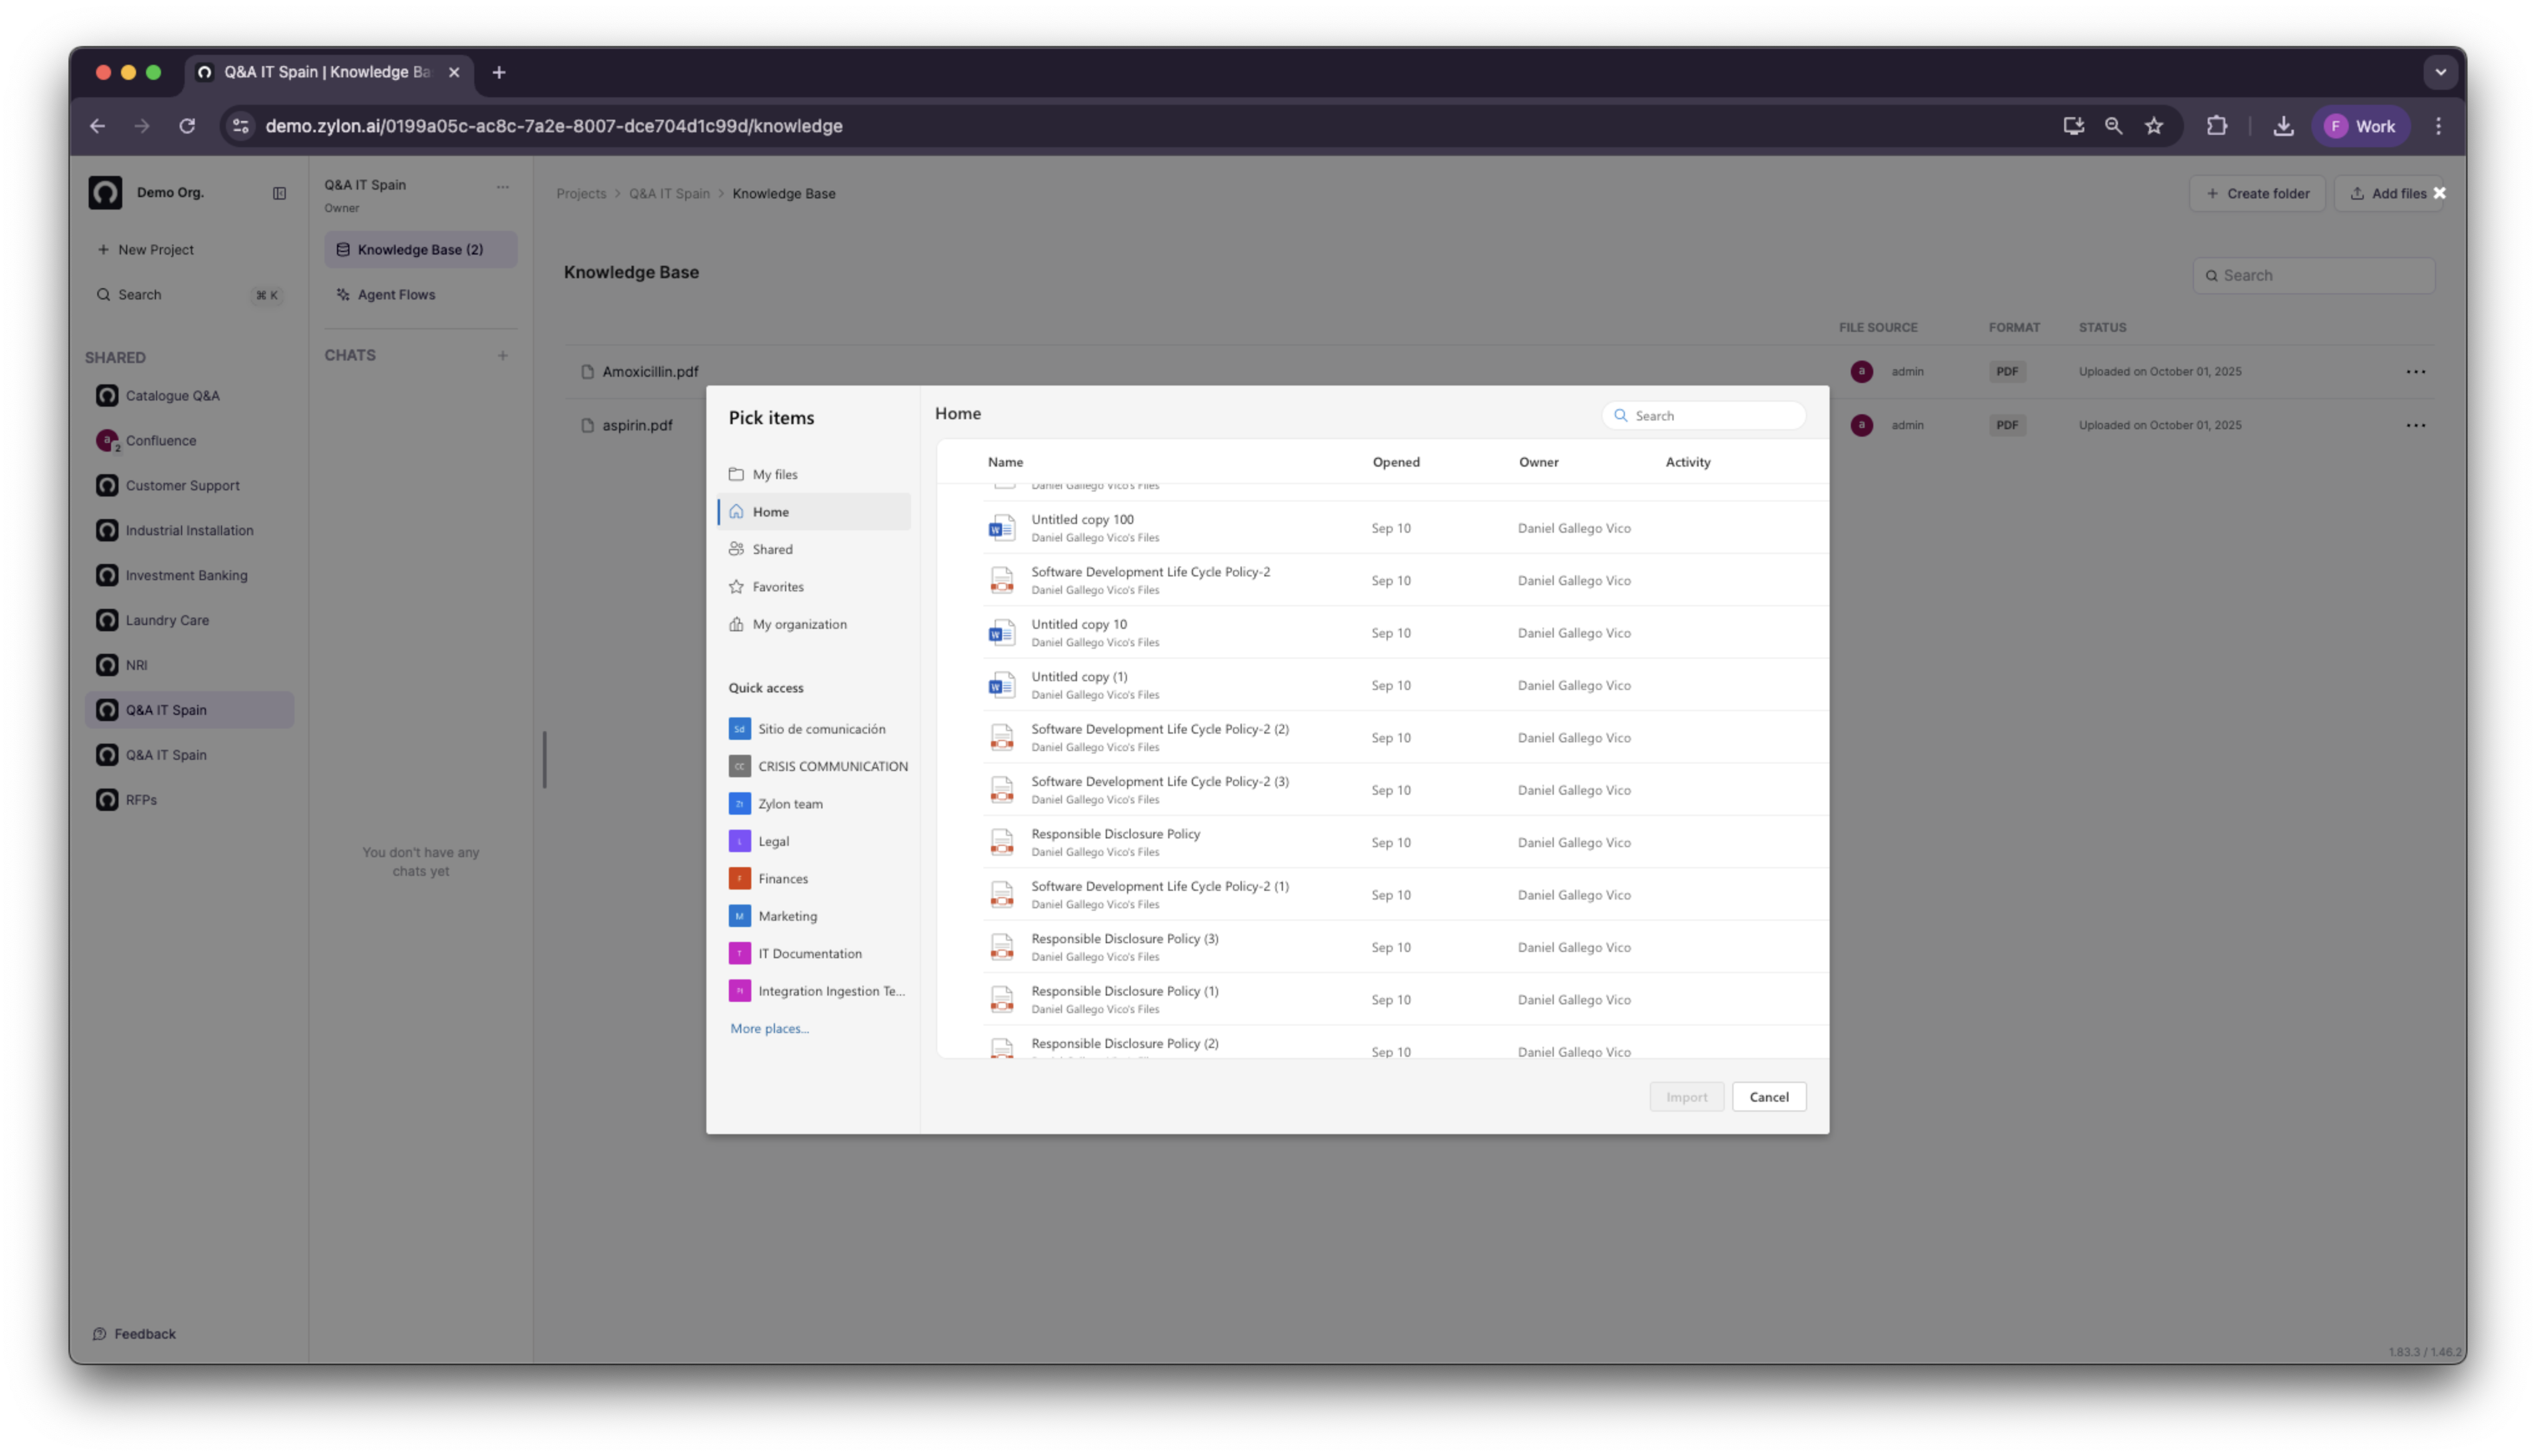 Q&A IT Spain | Knowledge Ba
demo.zylon.ai/0199a05c-ac8c-7a2e-8007-dce704d1c99d/knowledge
F Work
Demo Org.
New Project
Search ⌘ K
SHARED
Catalogue Q&A
a 2 Confluence
Customer Support
Industrial Installation
Investment Banking
Laundry Care
NRI
Q&A IT Spain
Q&A IT Spain
RFPs
Feedback
Q&A IT Spain
Owner
Knowledge Base (2)
Agent Flows
CHATS
You don't have any
chats yet
Projects > Q&A IT Spain > Knowledge Base
Create folder
Add files
Knowledge Base
Search
FILE SOURCE FORMAT STATUS
Amoxicillin.pdf a admin PDF Uploaded on October 01, 2025
aspirin.pdf a admin PDF Uploaded on October 01, 2025
Pick items
My files
Home
Shared
Favorites
My organization
Quick access
Sd Sitio de comunicación
CC CRISIS COMMUNICATION
Zt Zylon team
L Legal
F Finances
M Marketing
IT Documentation
Integration Ingestion Te...
More places...
Home
Search
Name Opened Owner Activity
Daniel Gallego Vico's Files
Untitled copy 100
Daniel Gallego Vico's Files
Sep 10 Daniel Gallego Vico
Software Development Life Cycle Policy-2
Daniel Gallego Vico's Files
Sep 10 Daniel Gallego Vico
Untitled copy 10
Daniel Gallego Vico's Files
Sep 10 Daniel Gallego Vico
Untitled copy (1)
Daniel Gallego Vico's Files
Sep 10 Daniel Gallego Vico
Software Development Life Cycle Policy-2 (2)
Daniel Gallego Vico's Files
Sep 10 Daniel Gallego Vico
Software Development Life Cycle Policy-2 (3)
Daniel Gallego Vico's Files
Sep 10 Daniel Gallego Vico
Responsible Disclosure Policy
Daniel Gallego Vico's Files
Sep 10 Daniel Gallego Vico
Software Development Life Cycle Policy-2 (1)
Daniel Gallego Vico's Files
Sep 10 Daniel Gallego Vico
Responsible Disclosure Policy (3)
Daniel Gallego Vico's Files
Sep 10 Daniel Gallego Vico
Responsible Disclosure Policy (1)
Daniel Gallego Vico's Files
Sep 10 Daniel Gallego Vico
Responsible Disclosure Policy (2)
Sep 10 Daniel Gallego Vico
Import
Cancel
1.83.3 / 1.46.2